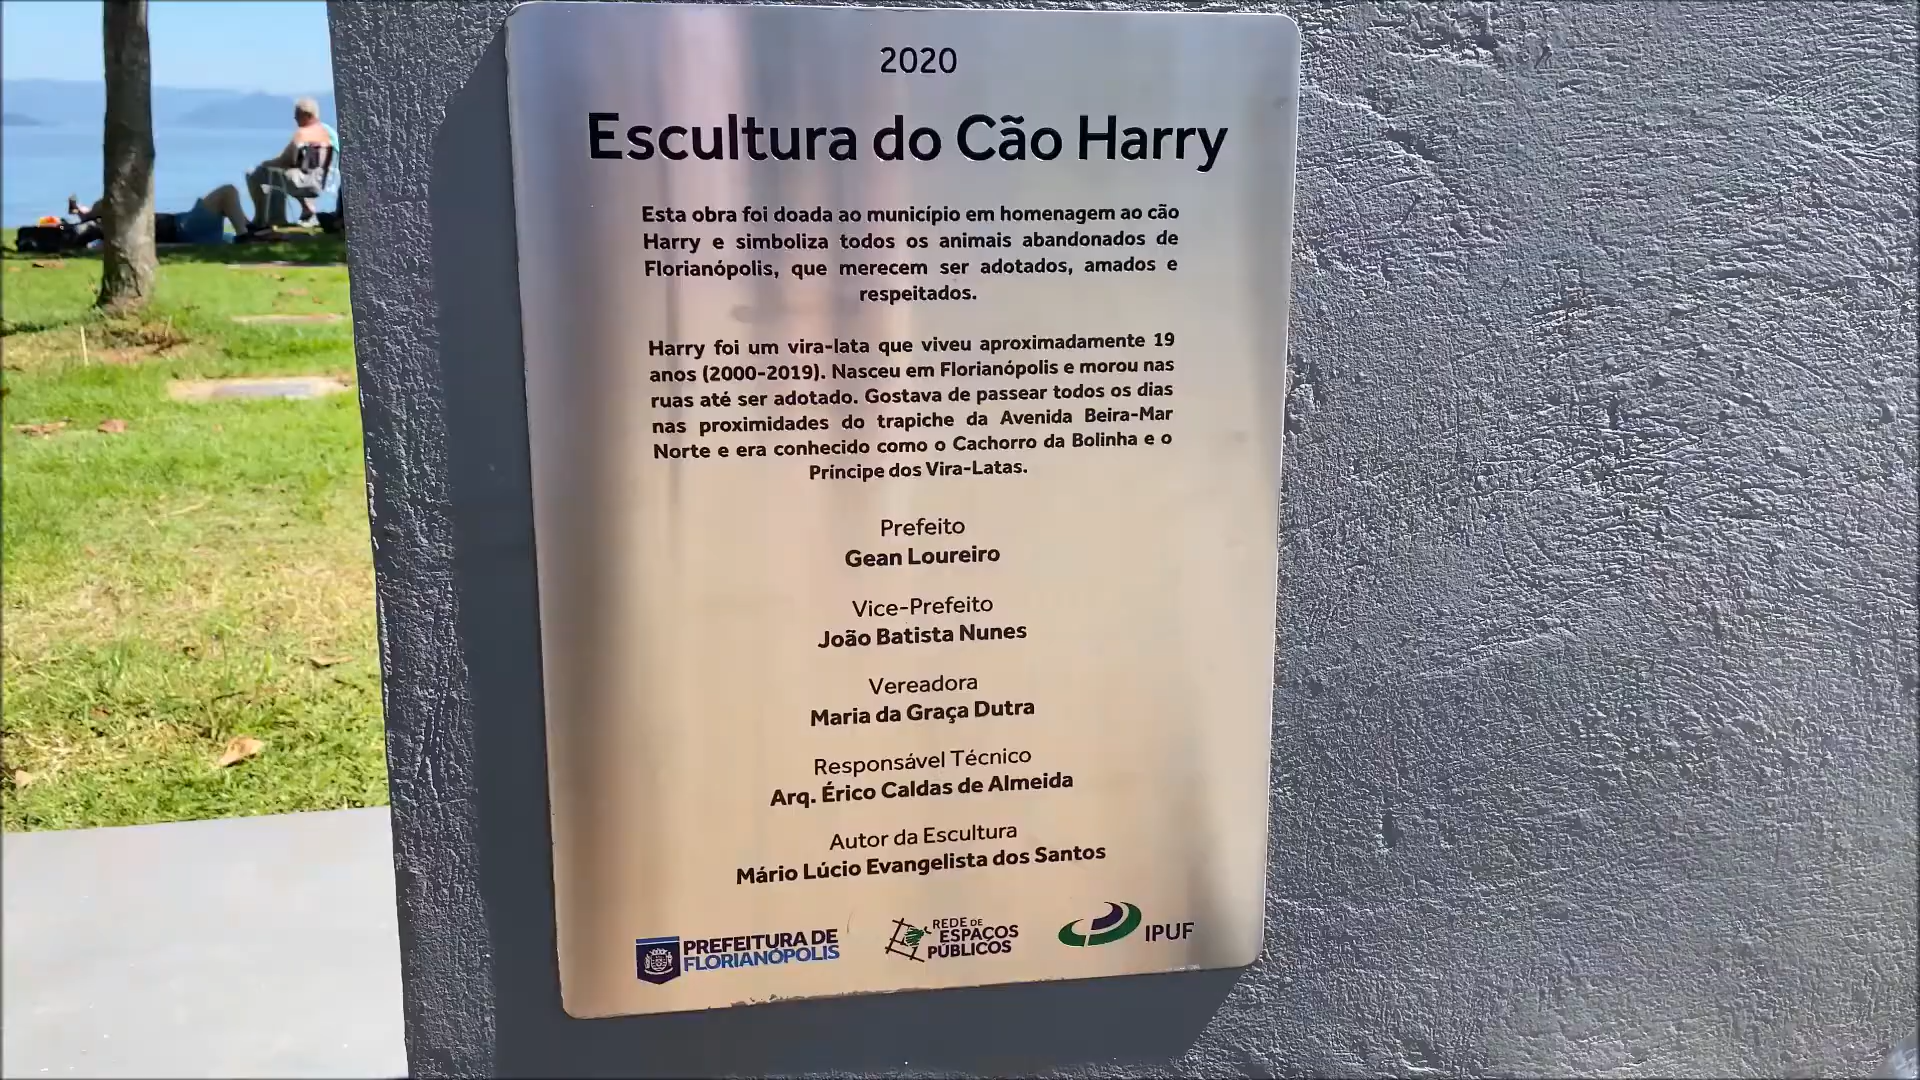 2020
Escultura do Cão Harry
Esta obra foi doada ao município em homenagem ao cão
Harry e simboliza todos os animais abandonados de
Florianópolis, que merecem ser adotados, amados e
respeitados.
Harry foi um vira-lata que viveu aproximadamente 19
anos (2000-2019). Nasceu em Florianópolis e morou nas
ruas até ser adotado. Gostava de passear todos os dias
nas proximidades do trapiche da Avenida Beira-Mar
Norte e era conhecido como o Cachorro da Bolinha e o
Príncipe dos Vira-Latas.
Prefeito
Gean Loureiro
Vice-Prefeito
João Batista Nunes
Vereadora
Maria da Graça Dutra
Responsável Técnico
Arq. Érico Caldas de Almeida
Autor da Escultura
Mário Lúcio Evangelista dos Santos
PREFEITURA DE
FLORIANÓPOLIS
REDE DE
ESPAÇOS
PÚBLICOS
IPUF